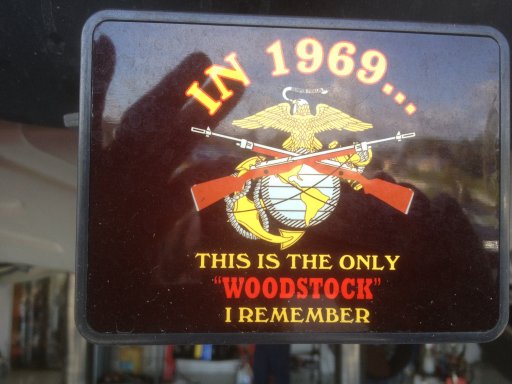 IN 1969...
THIS IS THE ONLY
"WOODSTOCK"
I REMEMBER